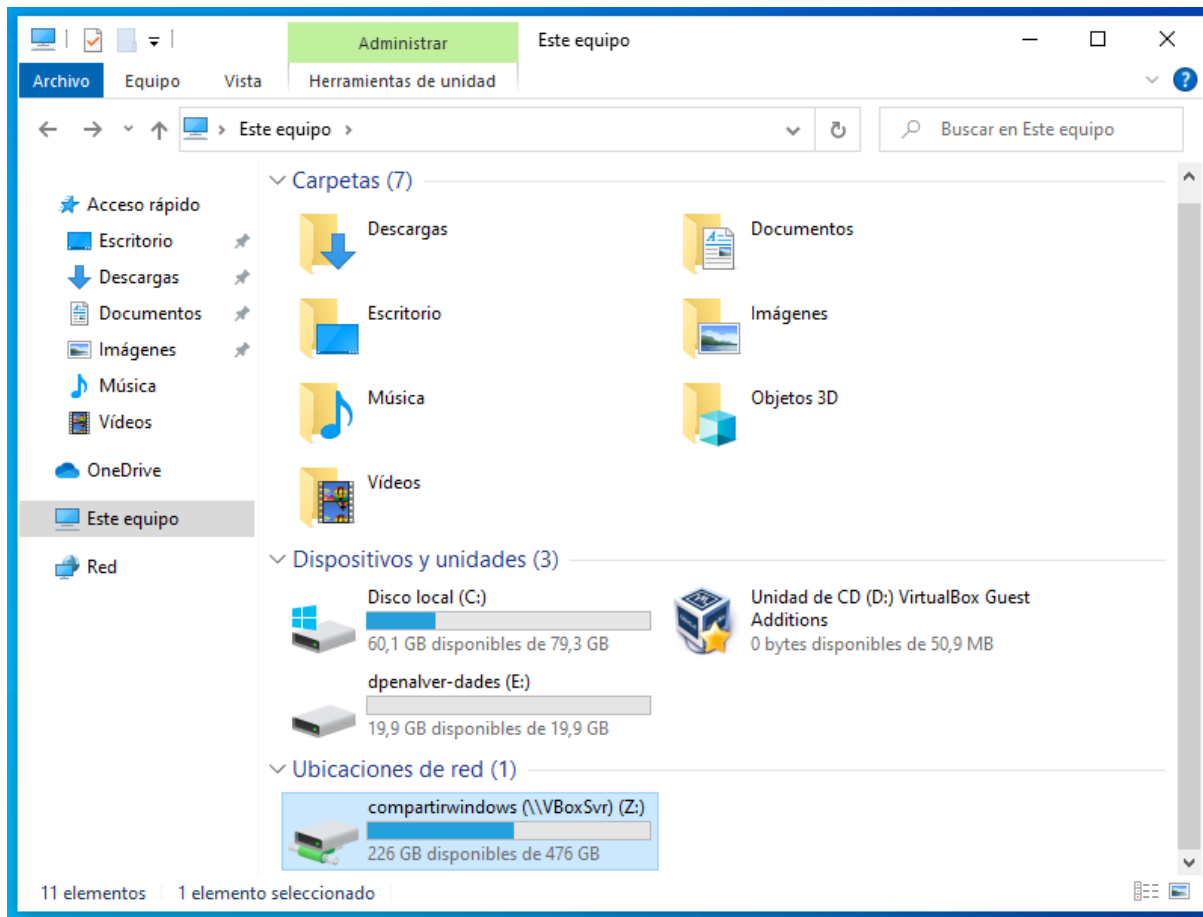 Administrar
Este equipo
Archivo
Equipo
Vista
Herramientas de unidad
Este equipo
Buscar en Este equipo
Acceso rápido
Escritorio
Descargas
Documentos
Imágenes
Música
Vídeos
OneDrive
Este equipo
Red
Carpetas (7)
Descargas
Documentos
Escritorio
Imágenes
Música
Objetos 3D
Vídeos
Dispositivos y unidades (3)
Disco local (C:)
60,1 GB disponibles de 79,3 GB
Unidad de CD (D:) VirtualBox Guest
Additions
0 bytes disponibles de 50,9 MB
dpenalver-dades (E:)
19,9 GB disponibles de 19,9 GB
Ubicaciones de red (1)
compartirwindows (\\VBoxSvr) (Z:)
226 GB disponibles de 476 GB
11 elementos
1 elemento seleccionado